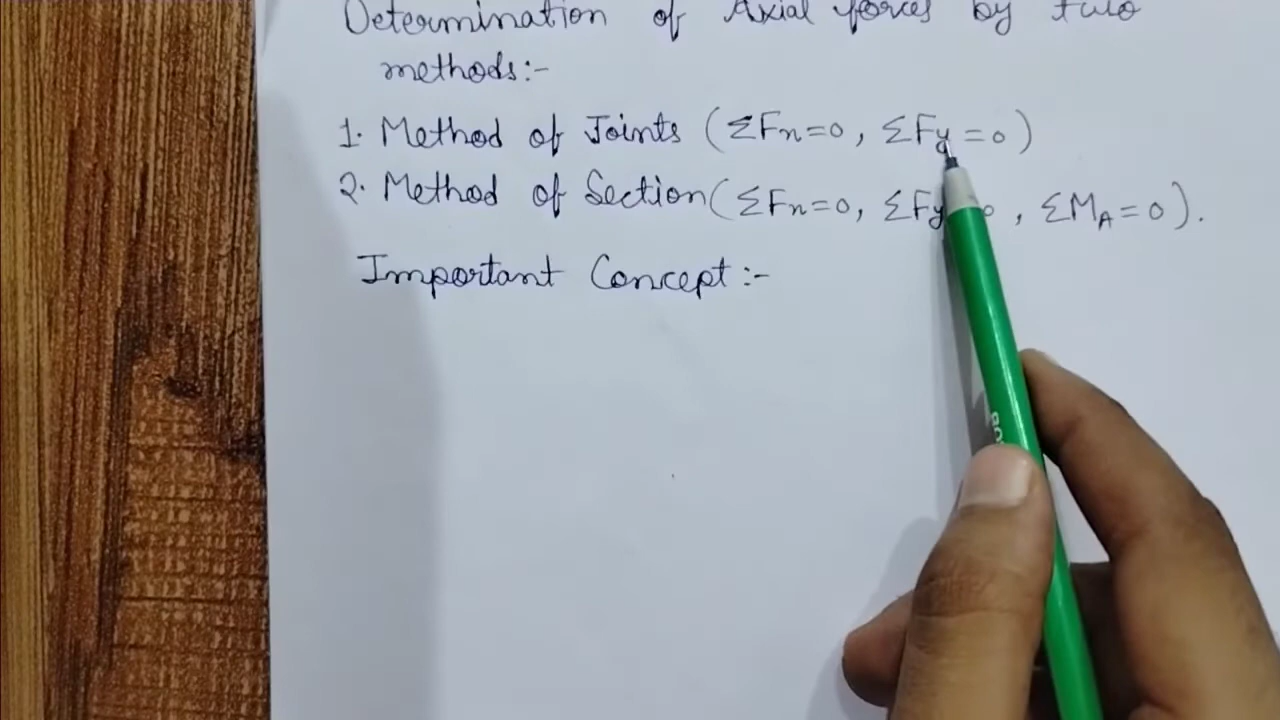 Determination of Axial forces by two
methods:-
1. Method of Joints (ΣFx=0, ΣFy=0)
2. Method of Section(ΣFx=0, ΣFy=0, ΣMA=0).
Important Concept:-